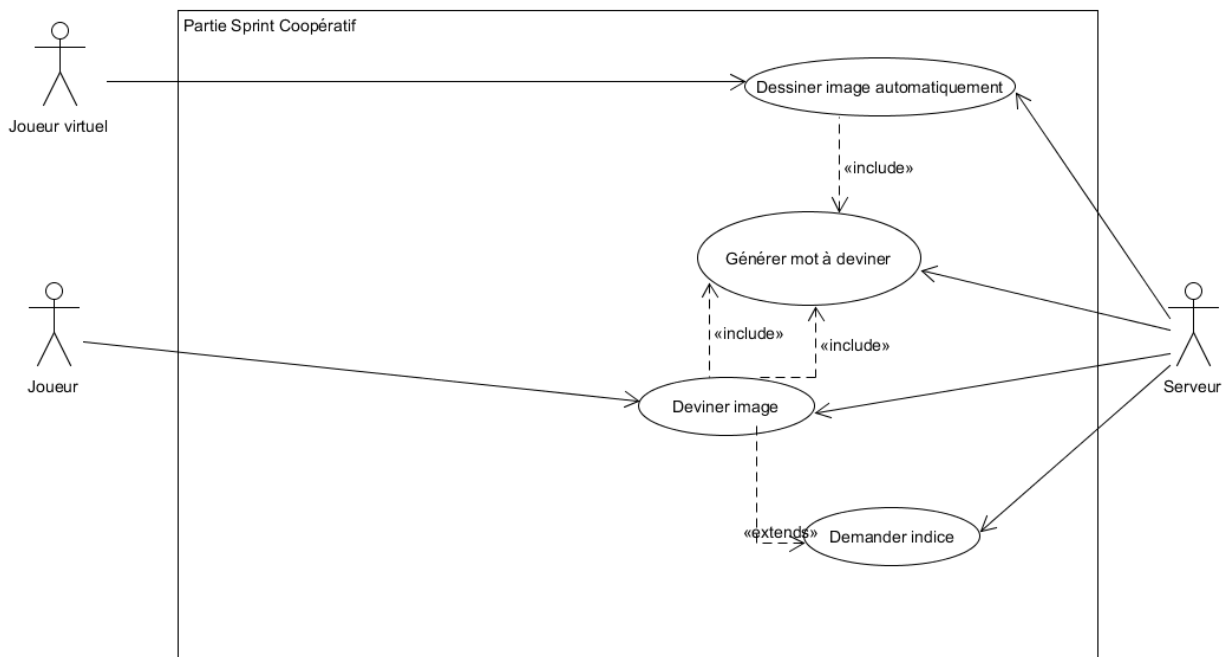 Partie Sprint Coopératif
Joueur virtuel
Dessiner image automatiquement
«include»
Générer mot à deviner
«include»
«include»
Joueur
Serveur
Deviner image
«extends»
Demander indice